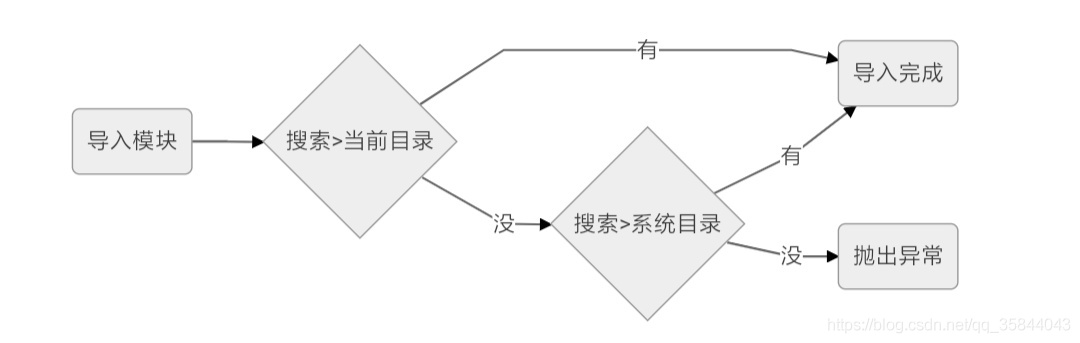 导入模块
搜索>当前目录
有
没
搜索>系统目录
有
没
导入完成
抛出异常
https://blog.csdn.net/qq_35844043